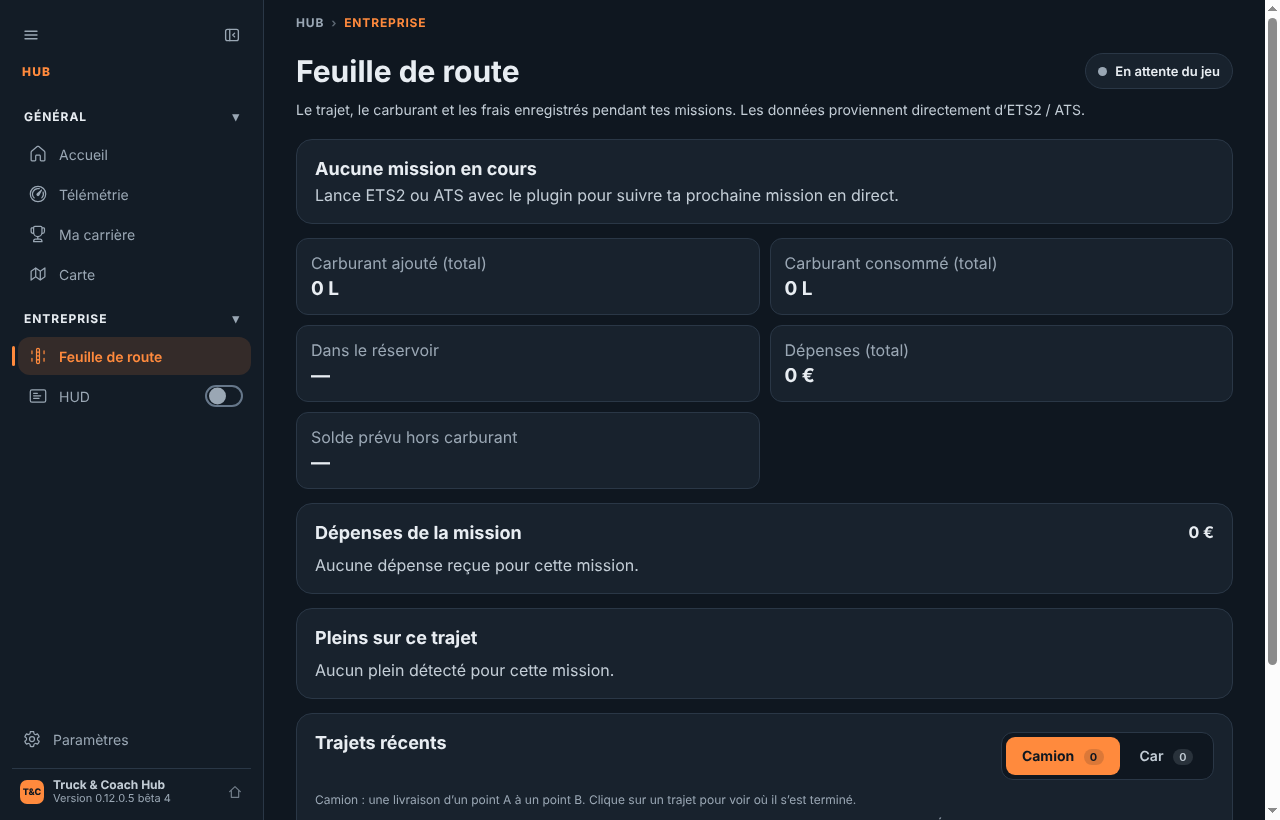 HUB
GÉNÉRAL ▼
Accueil
Télémétrie
Ma carrière
Carte
ENTREPRISE ▼
Feuille de route
HUD
Paramètres
T&C
Truck & Coach Hub
Version 0.12.0.5 bêta 4
HUB › ENTREPRISE
Feuille de route
En attente du jeu
Le trajet, le carburant et les frais enregistrés pendant tes missions. Les données proviennent directement d’ETS2 / ATS.
Aucune mission en cours
Lance ETS2 ou ATS avec le plugin pour suivre ta prochaine mission en direct.
Carburant ajouté (total)
0 L
Carburant consommé (total)
0 L
Dans le réservoir
—
Dépenses (total)
0 €
Solde prévu hors carburant
—
Dépenses de la mission 0 €
Aucune dépense reçue pour cette mission.
Pleins sur ce trajet
Aucun plein détecté pour cette mission.
Trajets récents
Camion 0 Car 0
Camion : une livraison d’un point A à un point B. Clique sur un trajet pour voir où il s’est terminé.